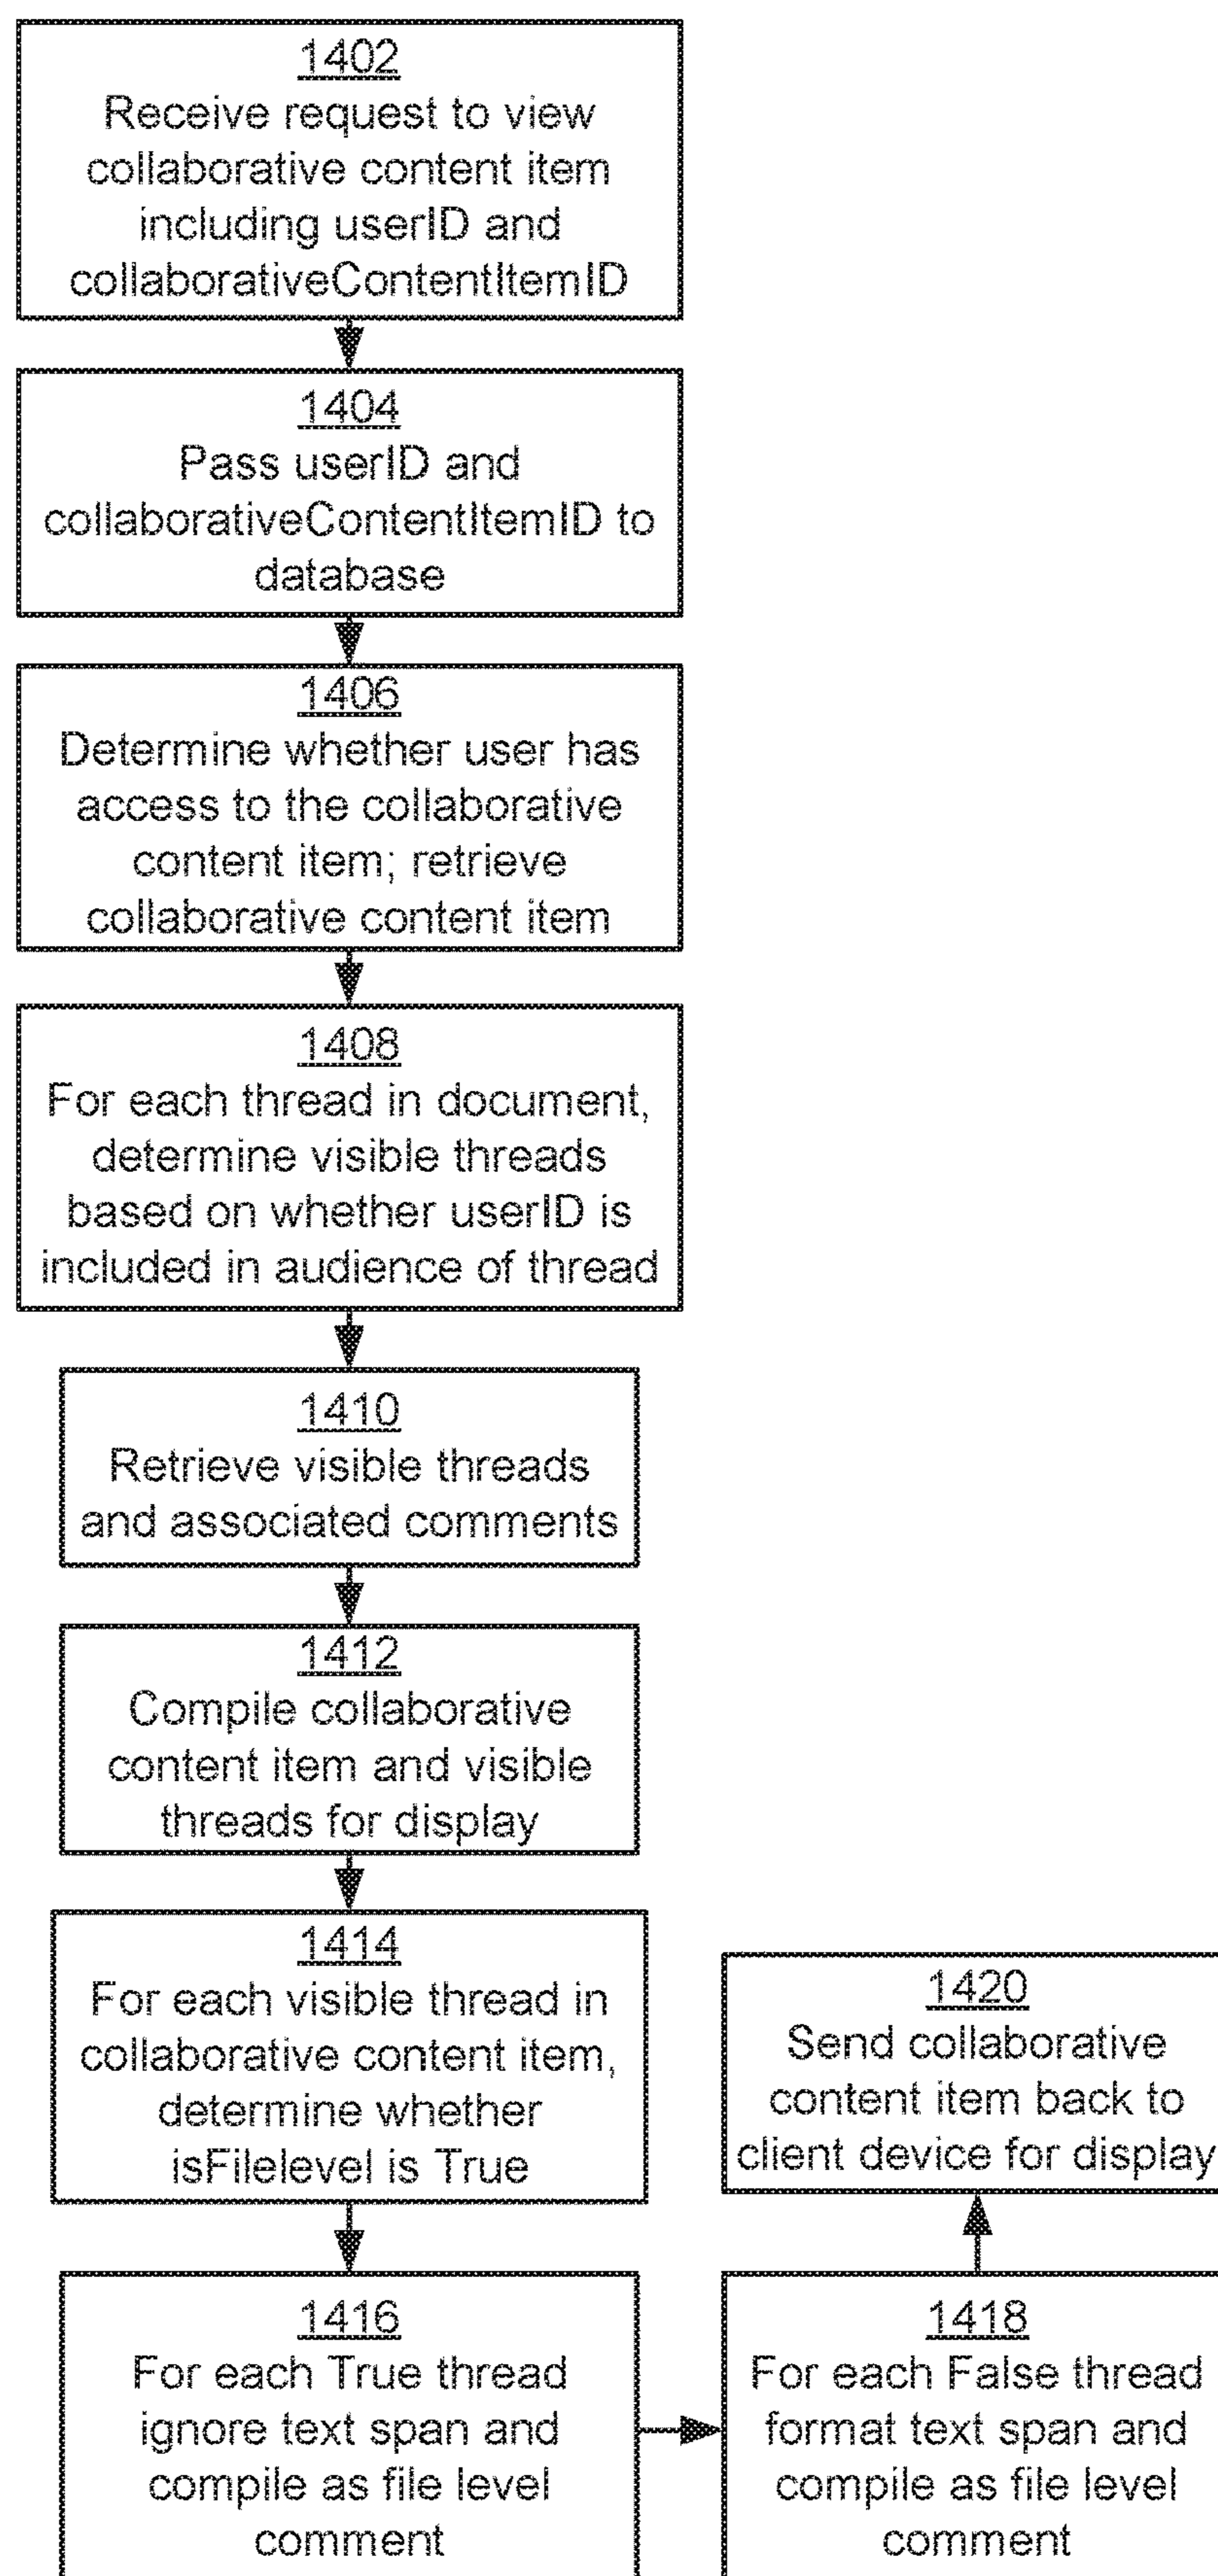 1402
Receive request to view
collaborative content item
including userID and
collaborativeContentItemID
1404
Pass userID and
collaborativeContentItemID to
database
1406
Determine whether user has
access to the collaborative
content item; retrieve
collaborative content item
1408
For each thread in document,
determine visible threads
based on whether userID is
included in audience of thread
1410
Retrieve visible threads
and associated comments
1412
Compile collaborative
content item and visible
threads for display
1414
For each visible thread in
collaborative content item,
determine whether
isFilelevel is True
1416
For each True thread
ignore text span and
compile as file level
comment
1418
For each False thread
format text span and
compile as file level
comment
1420
Send collaborative
content item back to
client device for display